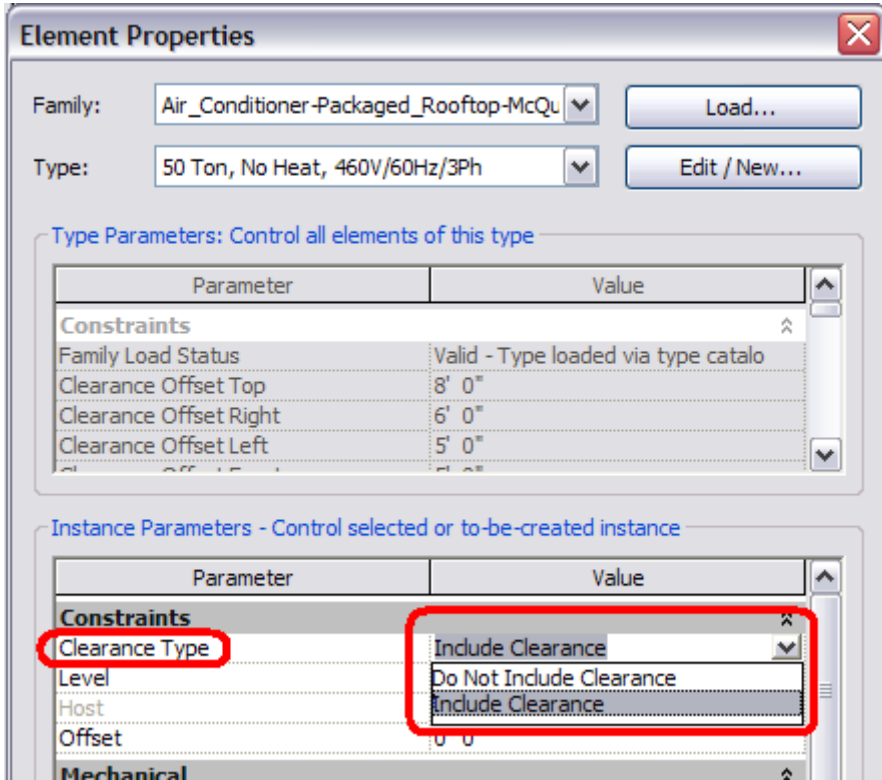 Element Properties
Family: Air_Conditioner-Packaged_Rooftop-McQu Load...
Type: 50 Ton, No Heat, 460V/60Hz/3Ph Edit / New...
Type Parameters: Control all elements of this type
Parameter Value
Constraints
Family Load Status Valid - Type loaded via type catalo
Clearance Offset Top 8' 0"
Clearance Offset Right 6' 0"
Clearance Offset Left 5' 0"
Instance Parameters - Control selected or to-be-created instance
Parameter Value
Constraints
Clearance Type Include Clearance
Level Do Not Include Clearance
Host Include Clearance
Offset
Mechanical